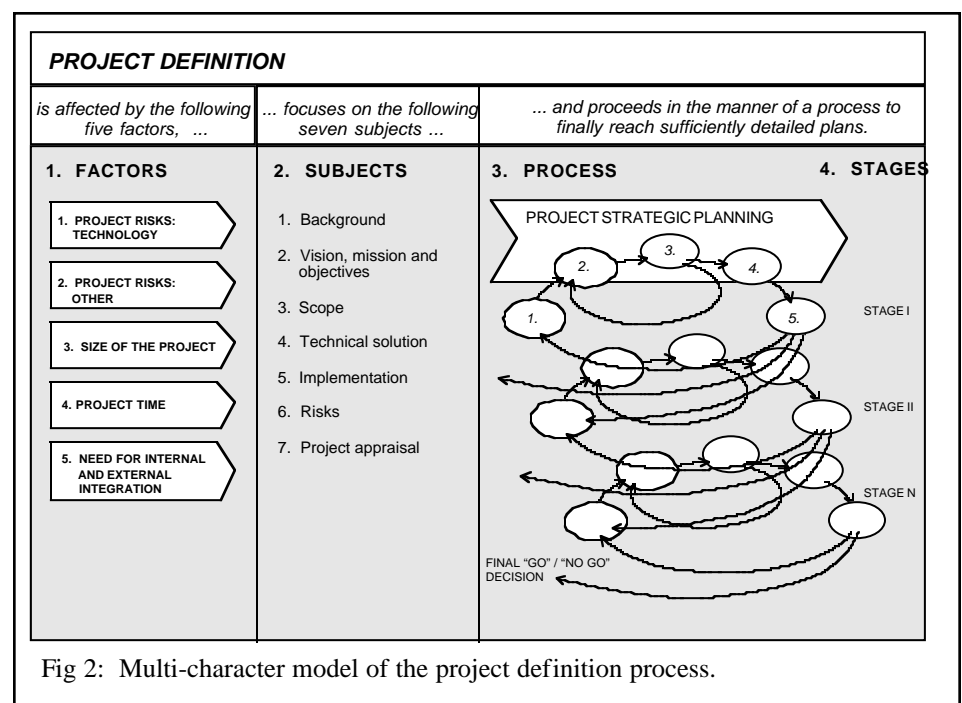 PROJECT DEFINITION
is affected by the following
five factors, ...
... focuses on the following
seven subjects ...
... and proceeds in the manner of a process to
finally reach sufficiently detailed plans.
1. FACTORS
1. PROJECT RISKS:
TECHNOLOGY
2. PROJECT RISKS:
OTHER
3. SIZE OF THE PROJECT
4. PROJECT TIME
5. NEED FOR INTERNAL
AND EXTERNAL
INTEGRATION
2. SUBJECTS
1. Background
2. Vision, mission and
objectives
3. Scope
4. Technical solution
5. Implementation
6. Risks
7. Project appraisal
3. PROCESS
4. STAGES
PROJECT STRATEGIC PLANNING
1.
2.
3.
4.
5.
STAGE I
STAGE II
STAGE N
FINAL “GO” / “NO GO”
DECISION
Fig 2: Multi-character model of the project definition process.